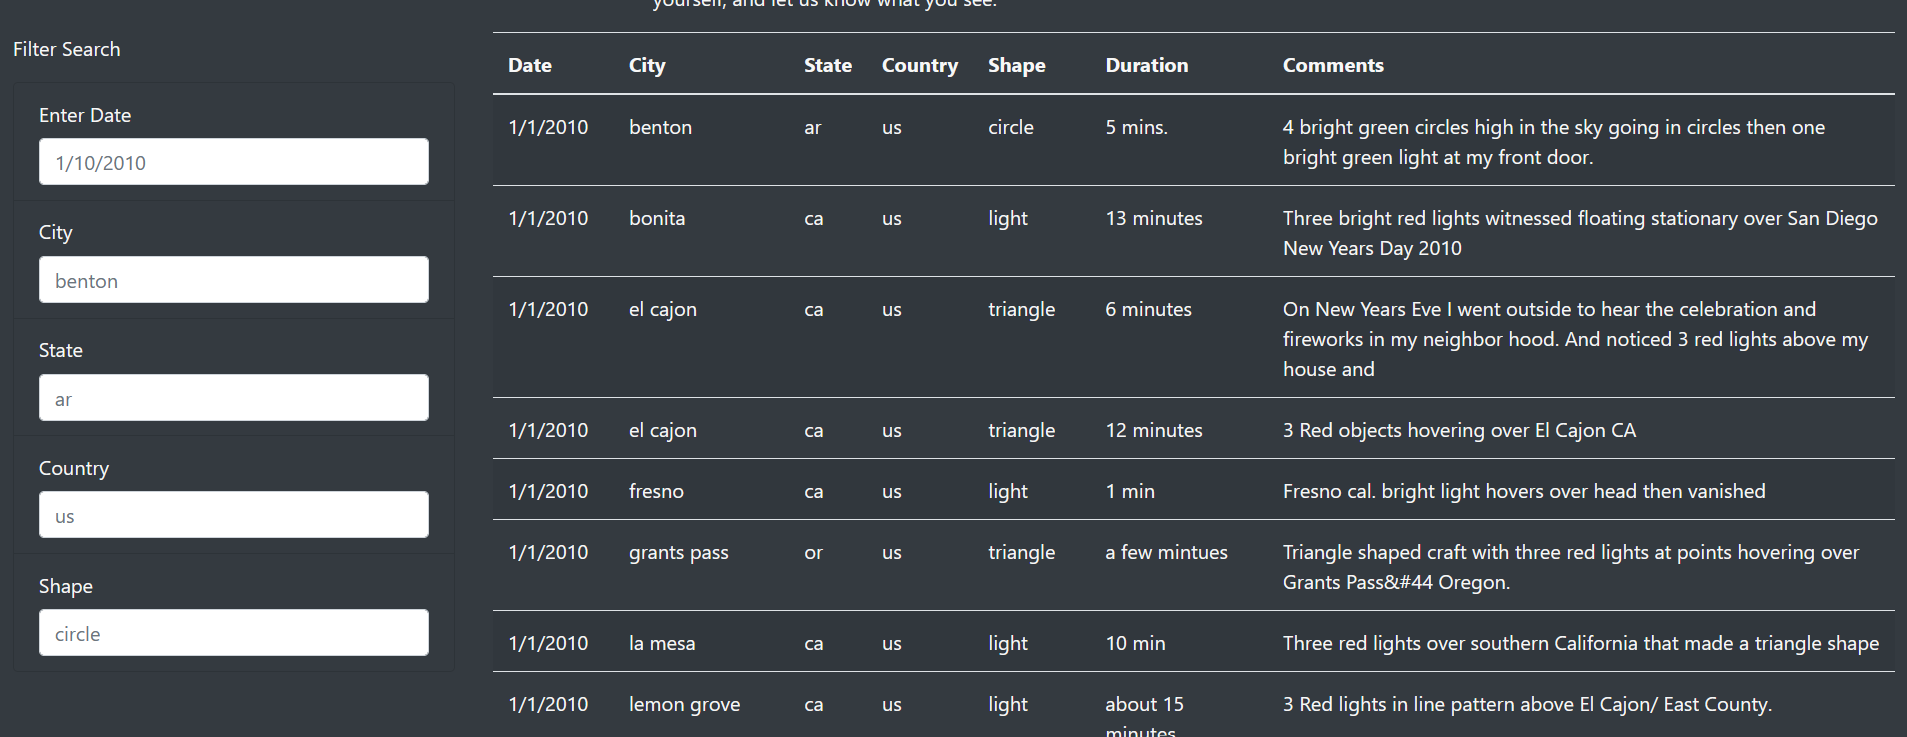 yourself, and let us know what you see.
Filter Search
Enter Date
1/10/2010
City
benton
State
ar
Country
us
Shape
circle
Date City State Country Shape Duration Comments
1/1/2010 benton ar us circle 5 mins. 4 bright green circles high in the sky going in circles then one
bright green light at my front door.
1/1/2010 bonita ca us light 13 minutes Three bright red lights witnessed floating stationary over San Diego
New Years Day 2010
1/1/2010 el cajon ca us triangle 6 minutes On New Years Eve I went outside to hear the celebration and
fireworks in my neighbor hood. And noticed 3 red lights above my
house and
1/1/2010 el cajon ca us triangle 12 minutes 3 Red objects hovering over El Cajon CA
1/1/2010 fresno ca us light 1 min Fresno cal. bright light hovers over head then vanished
1/1/2010 grants pass or us triangle a few mintues Triangle shaped craft with three red lights at points hovering over
Grants Pass&#44 Oregon.
1/1/2010 la mesa ca us light 10 min Three red lights over southern California that made a triangle shape
1/1/2010 lemon grove ca us light about 15 3 Red lights in line pattern above El Cajon/ East County.
minutes